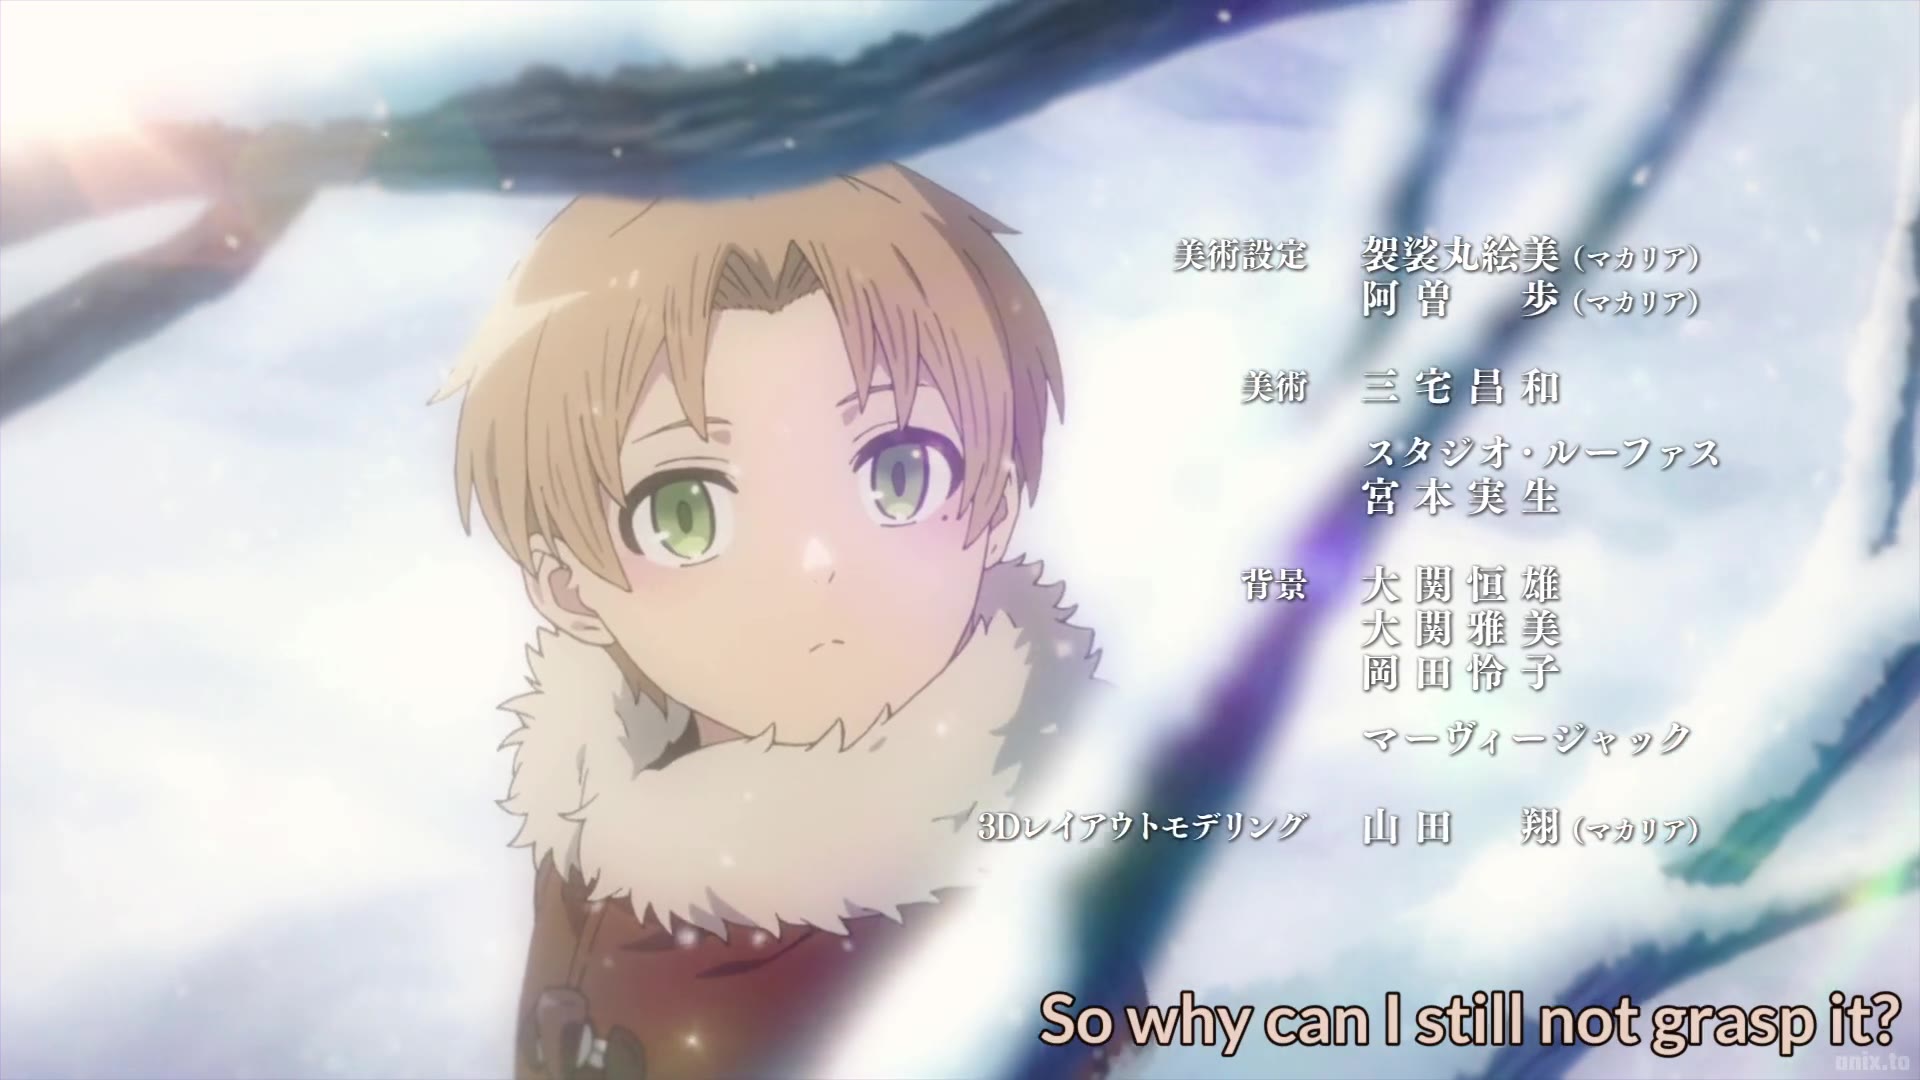 美術設定 袈裟丸絵美（マカリア）
阿曽 歩（マカリア）
美術 三宅昌和
スタジオ・ルーファス
宮本実生
背景 大関恒雄
大関雅美
岡田怜子
マーヴィージャック
3Dレイアウトモデリング 山田 翔（マカリア）
So why can I still not grasp it?
anix.to